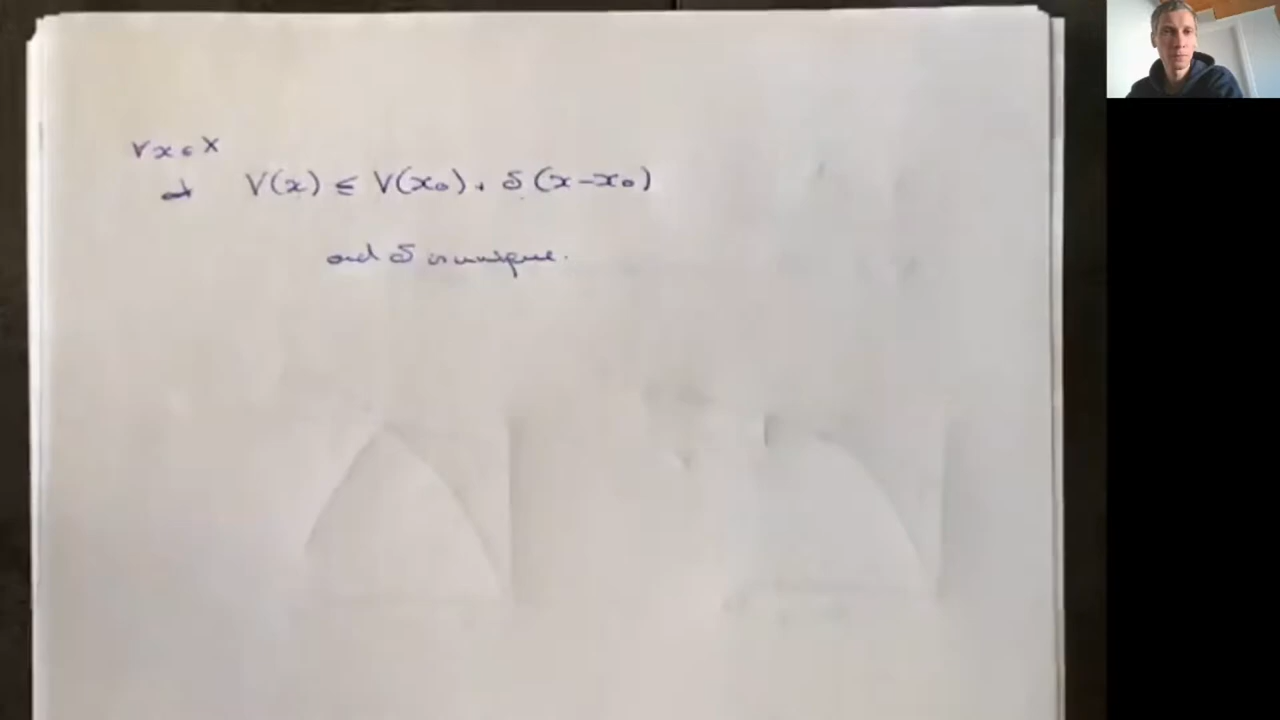 ∀x∈X
V(x) ≤ V(x₀) + δ(x-x₀)
and δ is unique.